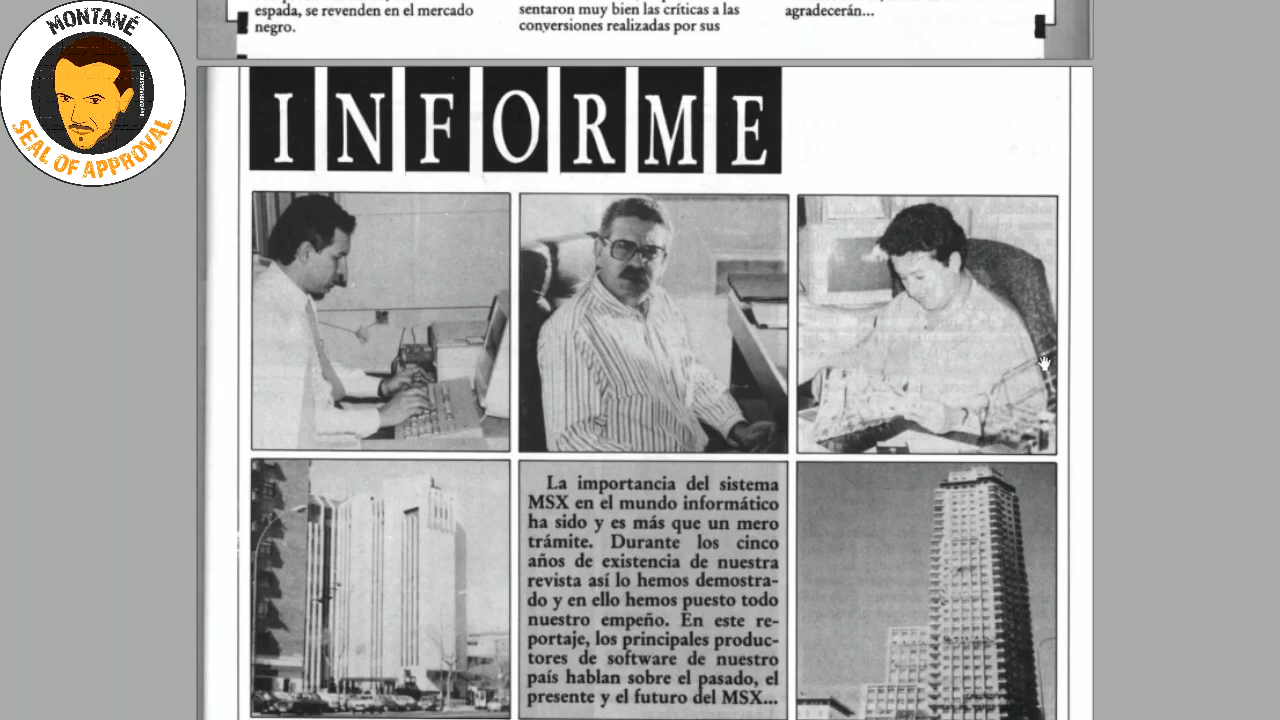 MONTANÉ
SEAL OF APPROVAL
espada, se revenden en el mercado
negro.
sentaron muy bien las críticas a las
conversiones realizadas por sus
agradecerán...
INFORME
La importancia del sistema
MSX en el mundo informático
ha sido y es más que un mero
trámite. Durante los cinco
años de existencia de nuestra
revista así lo hemos demostra-
do y en ello hemos puesto todo
nuestro empeño. En este re-
portaje, los principales produc-
tores de software de nuestro
país hablan sobre el pasado, el
presente y el futuro del MSX...